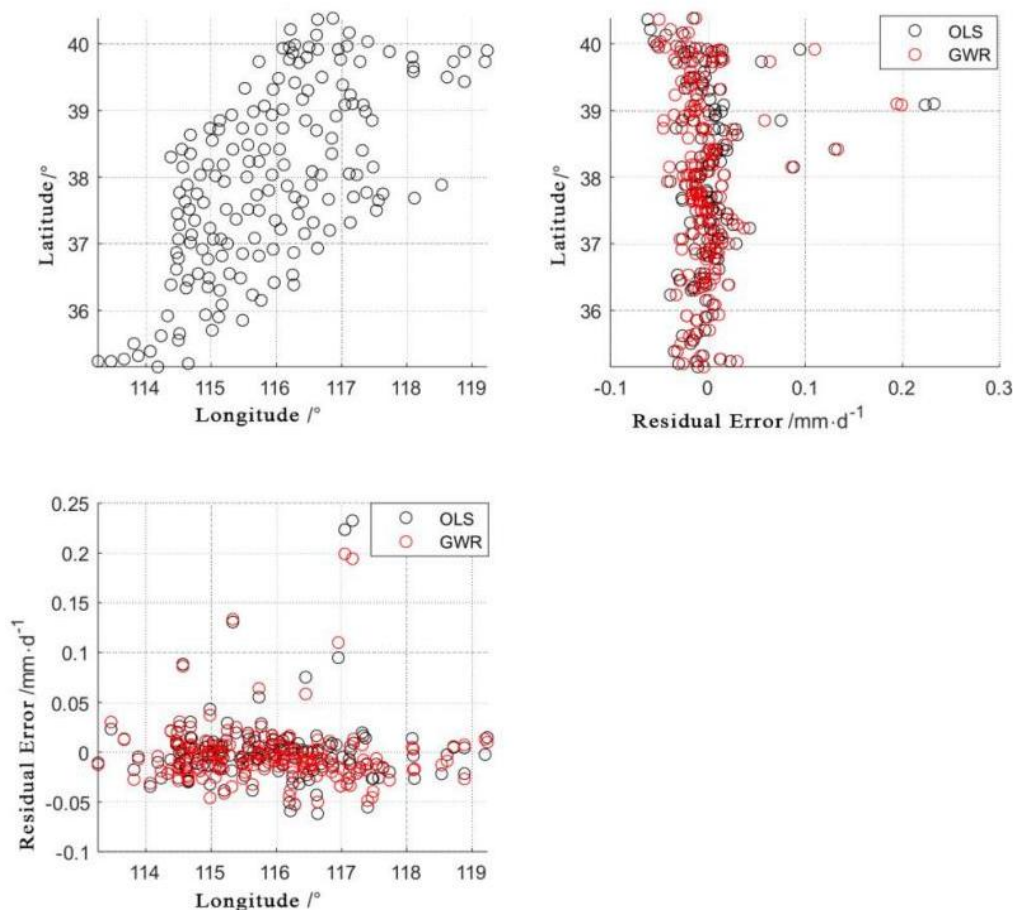 40
39
38
37
36
Latitude/°
114 115 116 117 118 119
Longitude /°
40
39
38
37
36
Latitude/°
OLS
GWR
-0.1 0 0.1 0.2 0.3
Residual Error /mm·d⁻¹
0.25
0.2
0.15
0.1
0.05
0
-0.05
-0.1
Residual Error /mm·d⁻¹
OLS
GWR
114 115 116 117 118 119
Longitude /°